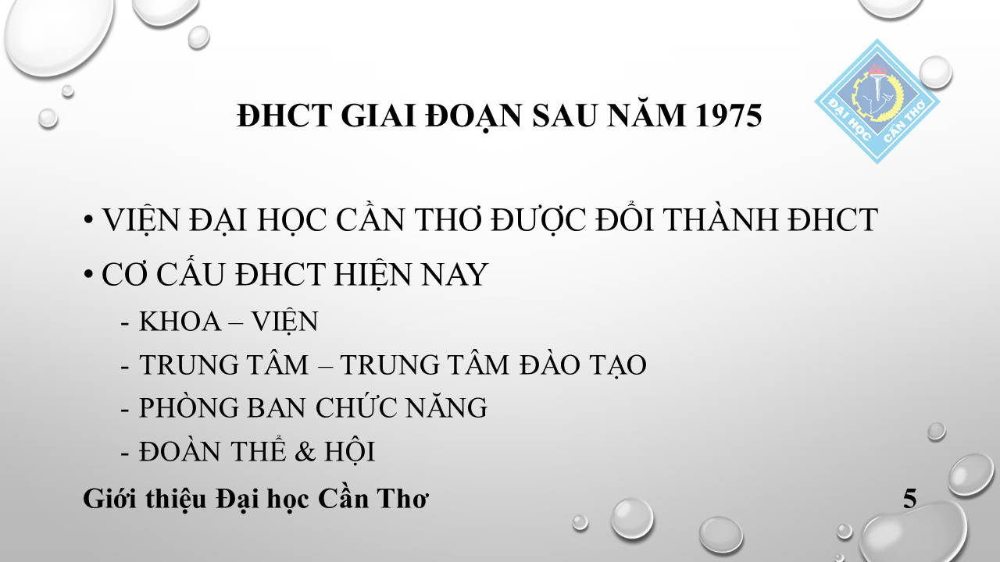 ĐHCT GIAI ĐOẠN SAU NĂM 1975
ĐẠI HỌC CẦN THƠ
• VIỆN ĐẠI HỌC CẦN THƠ ĐƯỢC ĐỔI THÀNH ĐHCT
• CƠ CẤU ĐHCT HIỆN NAY
- KHOA – VIỆN
- TRUNG TÂM – TRUNG TÂM ĐÀO TẠO
- PHÒNG BAN CHỨC NĂNG
- ĐOÀN THỂ & HỘI
Giới thiệu Đại học Cần Thơ 5